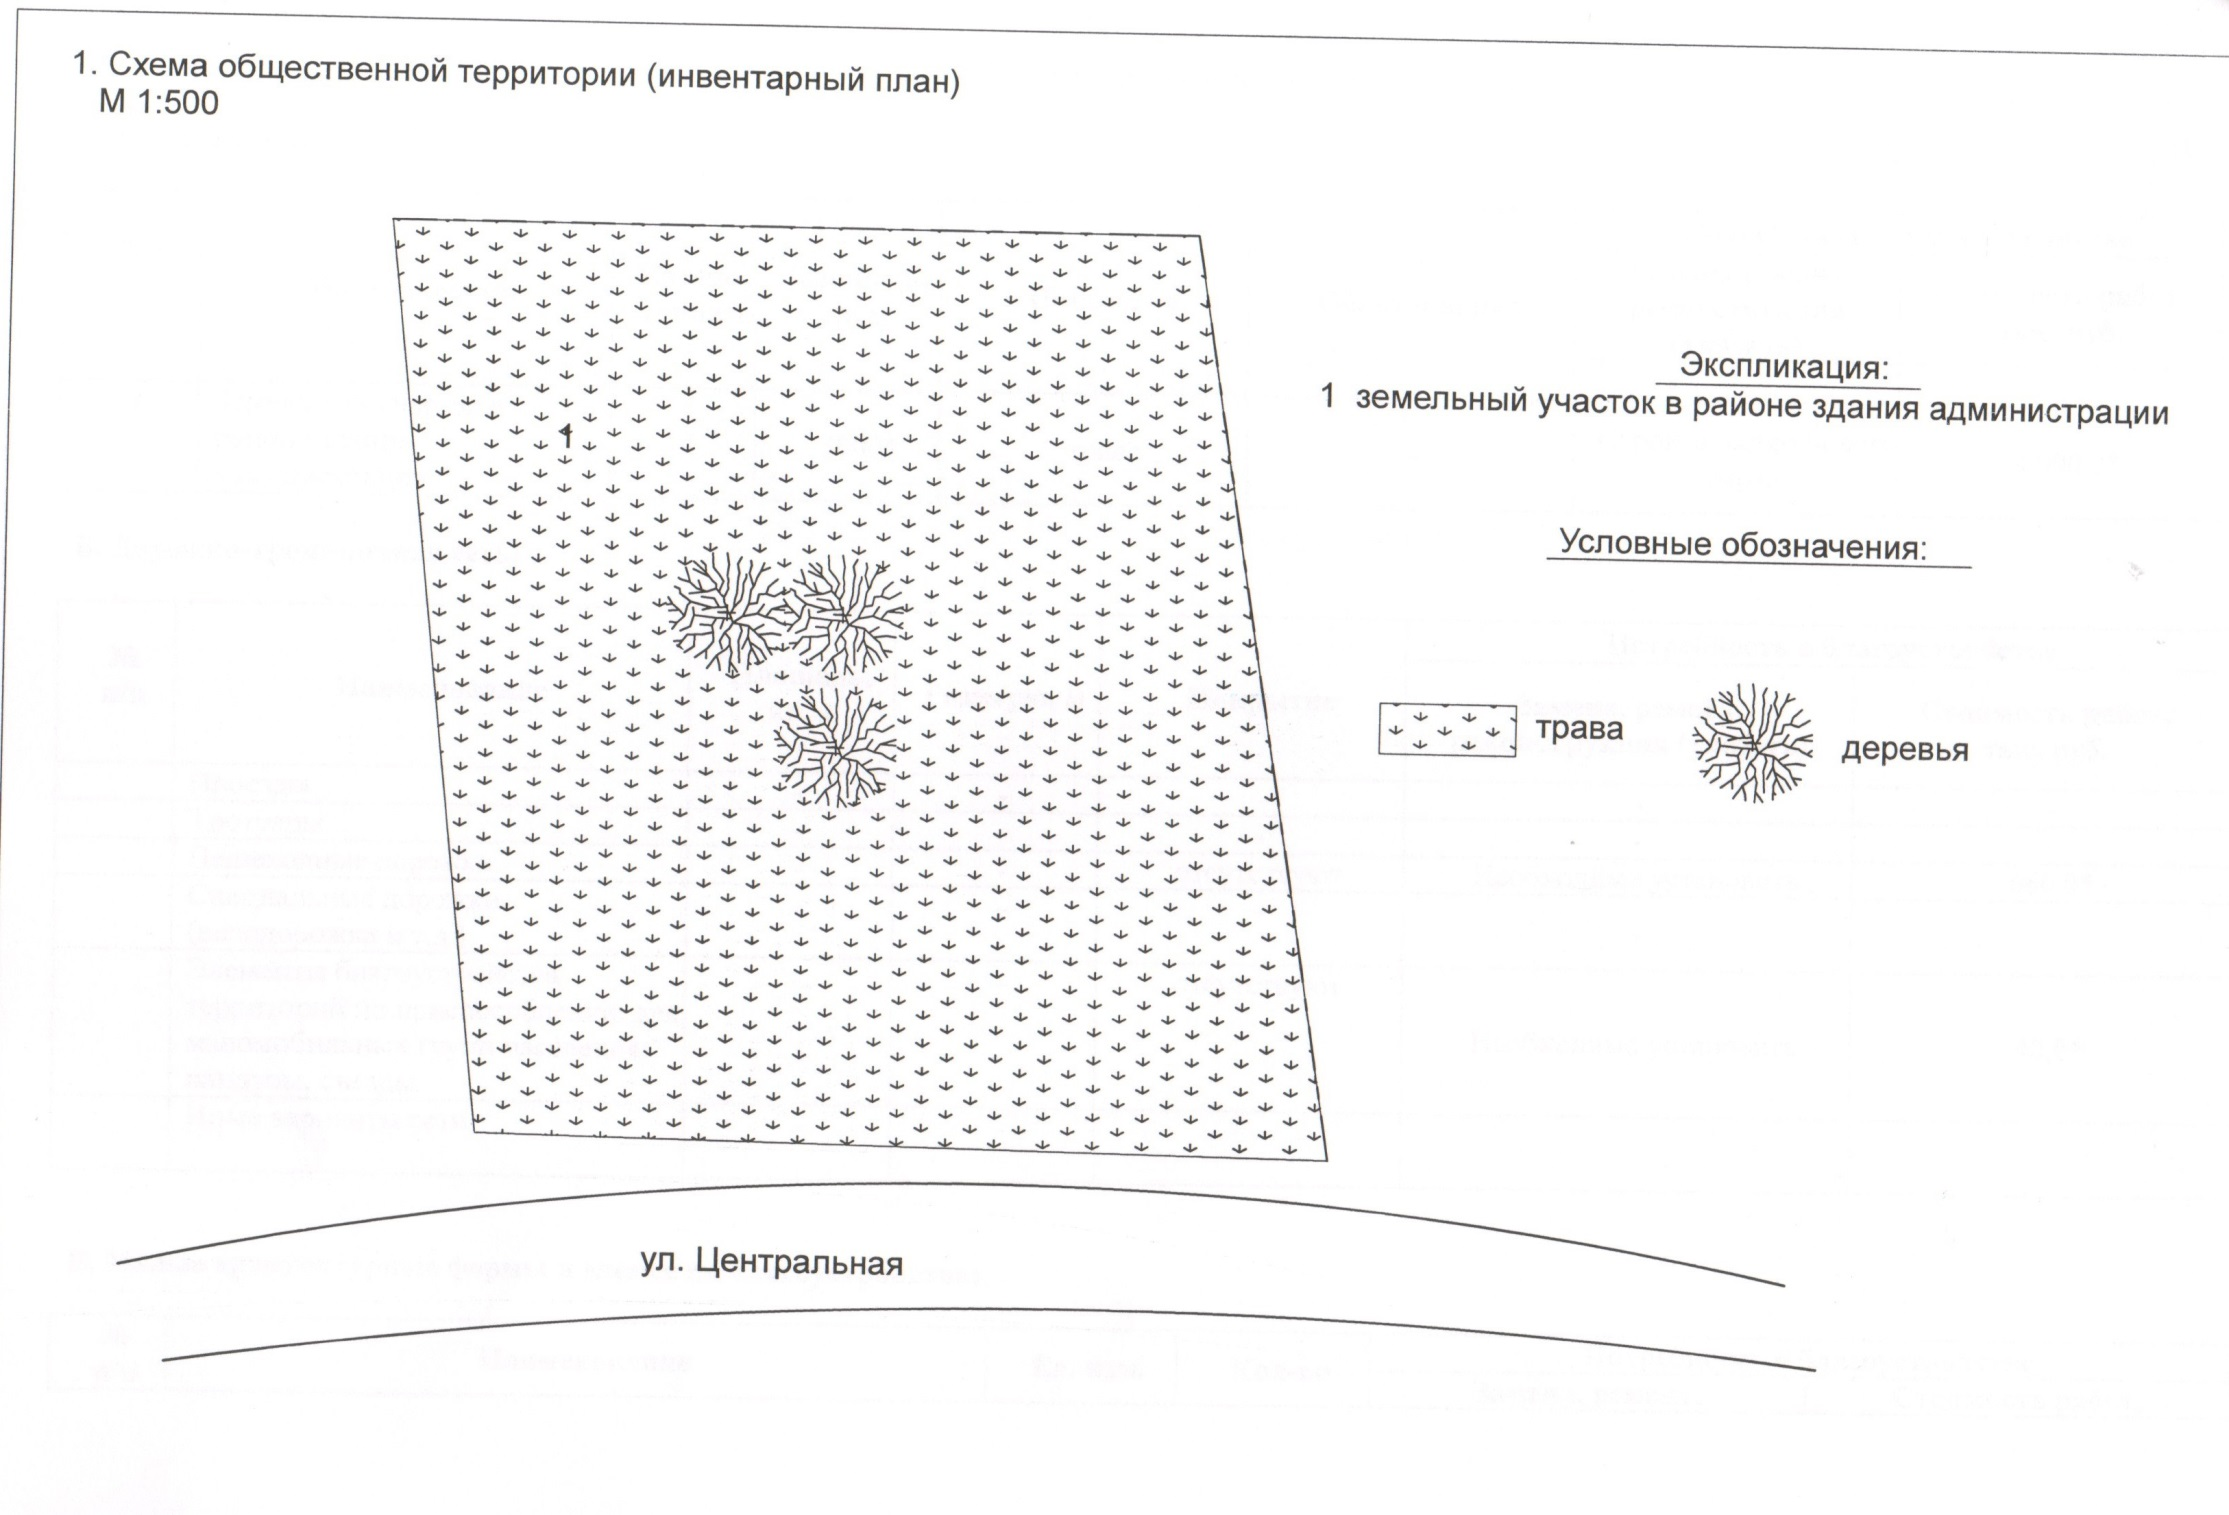 1. Схема общественной территории (инвентарный план)
М 1:500
1
Экспликация:
1 земельный участок в районе здания администрации
Условные обозначения:
трава
деревья
ул. Центральная